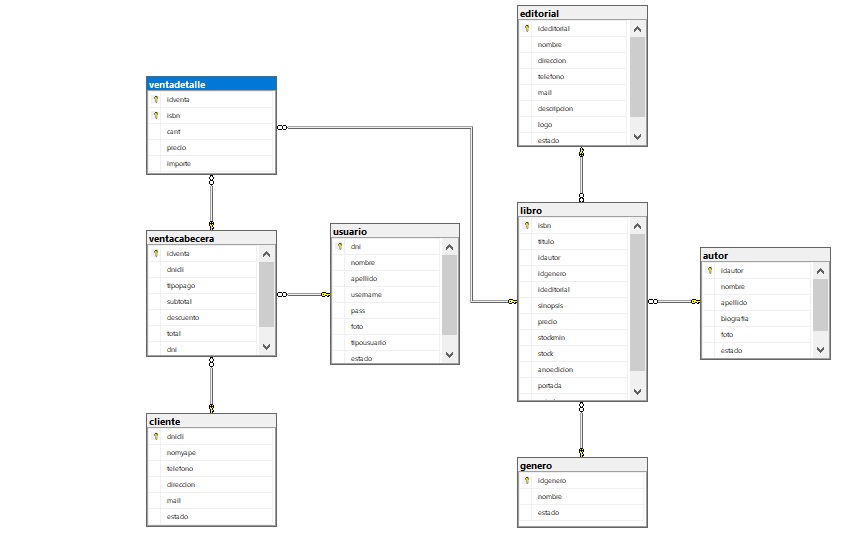 editorial
ideditorial
nombre
direccion
telefono
mail
descripcion
logo
estado
ventadetalle
idventa
isbn
cant
precio
importe
ventacabecera
idventa
dnicli
tipopago
subtotal
descuento
total
dni
usuario
dni
nombre
apellido
username
pass
foto
tipousuario
estado
libro
isbn
titulo
idautor
idgenero
ideditorial
sinopsis
precio
stockmin
stock
anoedicion
portada
autor
idautor
nombre
apellido
biografia
foto
estado
cliente
dnicli
nomyape
telefono
direccion
mail
estado
genero
idgenero
nombre
estado